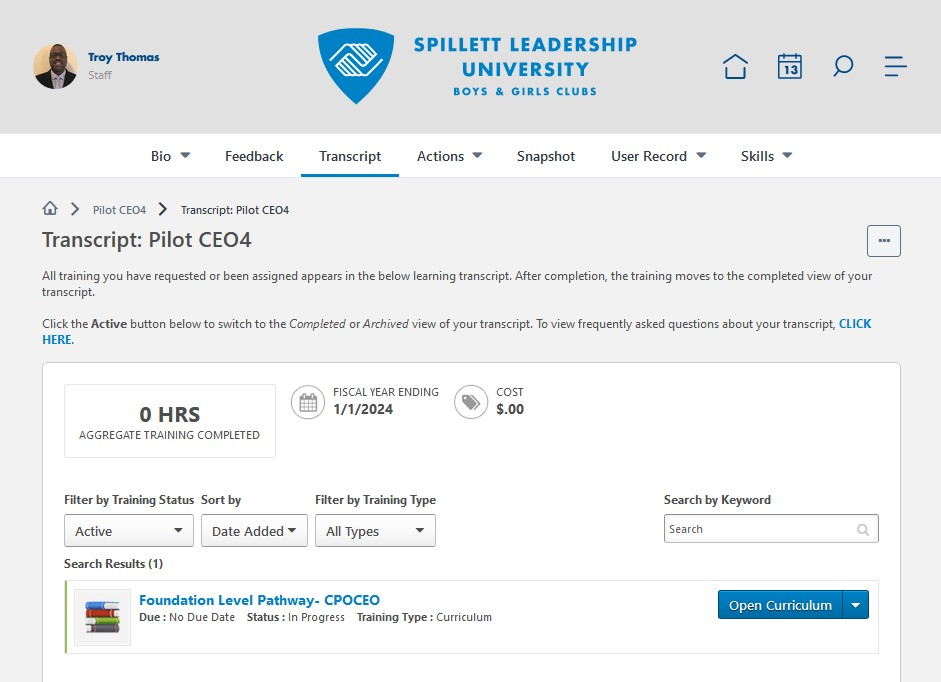 Troy Thomas
Staff
SPILLETT LEADERSHIP
UNIVERSITY
BOYS & GIRLS CLUBS
13
Bio Feedback Transcript Actions Snapshot User Record Skills
Pilot CEO4 Transcript: Pilot CEO4
Transcript: Pilot CEO4
...
All training you have requested or been assigned appears in the below learning transcript. After completion, the training moves to the completed view of your
transcript.
Click the Active button below to switch to the Completed or Archived view of your transcript. To view frequently asked questions about your transcript, CLICK
HERE.
0 HRS
AGGREGATE TRAINING COMPLETED
FISCAL YEAR ENDING
1/1/2024
COST
$.00
Filter by Training Status Sort by Filter by Training Type Search by Keyword
Active Date Added All Types Search
Search Results (1)
Foundation Level Pathway- CPOCEO
Due : No Due Date Status : In Progress Training Type : Curriculum
Open Curriculum